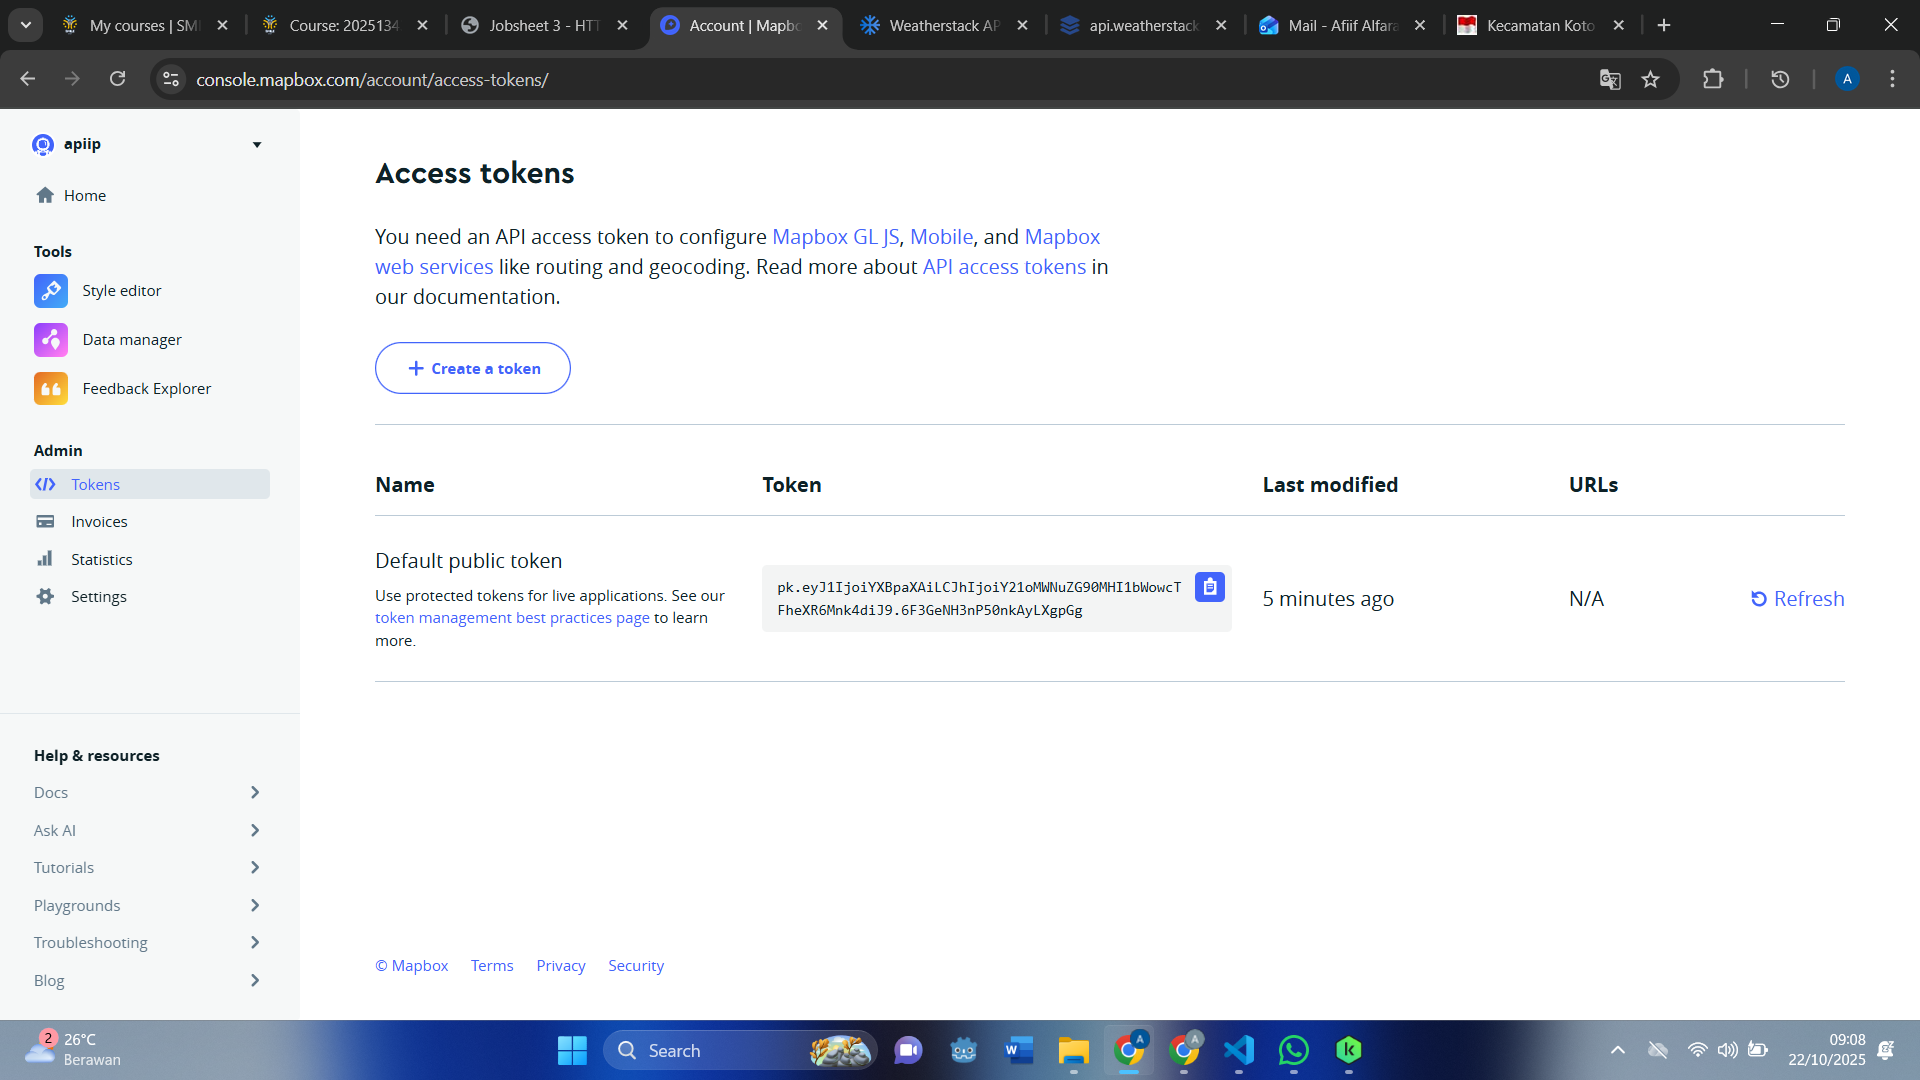 My courses | SM
Course: 2025134
Jobsheet 3 - HTT
Account | Mapbo
Weatherstack AP
api.weatherstack
Mail - Afiif Alfara
Kecamatan Koto
console.mapbox.com/account/access-tokens/
A
apiip
Home
Tools
Style editor
Data manager
Feedback Explorer
Admin
Tokens
Invoices
Statistics
Settings
Help & resources
Docs
Ask AI
Tutorials
Playgrounds
Troubleshooting
Blog
Access tokens
You need an API access token to configure Mapbox GL JS, Mobile, and Mapbox
web services like routing and geocoding. Read more about API access tokens in
our documentation.
Create a token
Name Token Last modified URLs
Default public token
Use protected tokens for live applications. See our
token management best practices page to learn
more.
pk.eyJ1IjoiYXBpaXAiLCJhIjoiY21oMWNuZG90MHI1bWowcT
FheXR6Mnk4diJ9.6F3GeNH3nP50nkAyLXgpGg
5 minutes ago
N/A
Refresh
© Mapbox Terms Privacy Security
2
26°C
Berawan
Search
09:08
22/10/2025